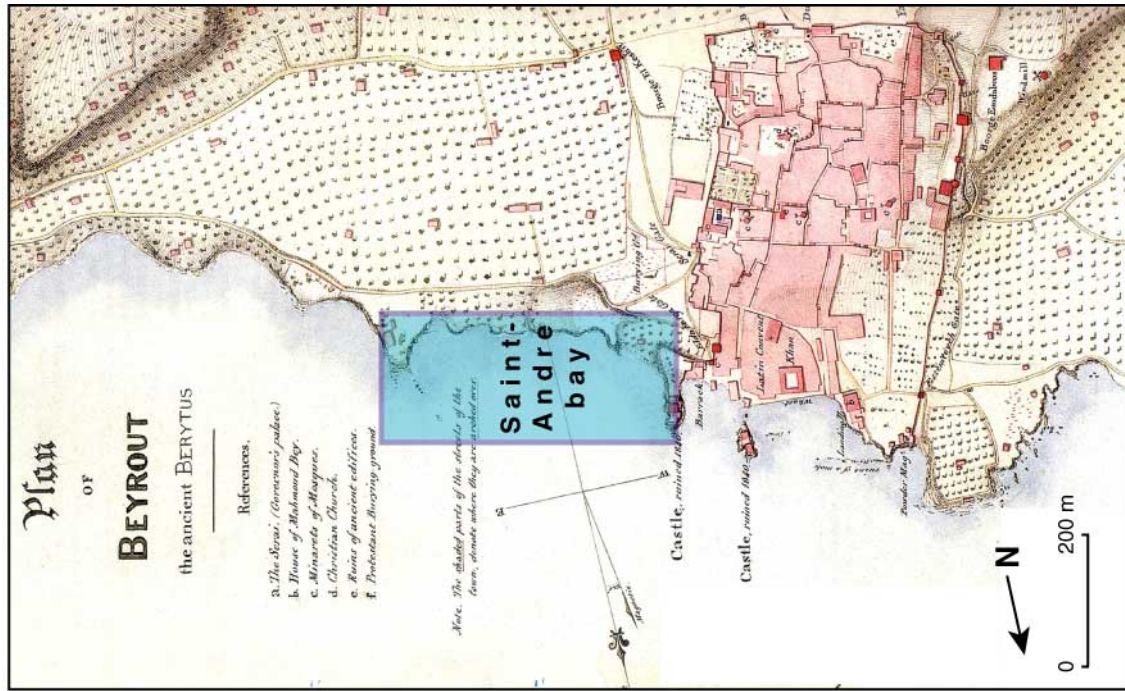 Plan
OF
BEYROUT
the ancient BERYTUS
References.
a. The Serai. (Governor's palace.)
b. House of Mahmoud Bey.
c. Minarets of Mosques.
d. Christian Church.
e. Ruins of ancient edifices.
f. Protestant Burying ground
Note. The shaded parts of the streets of the
town, denote where they are arched over.
Saint-
Andre
bay
E
W
Castle, ruined 1840.
Barrack
Castle, ruined 1840
Burying Gd.
Latin Convent
Khan
Wharf
Powder Mag.
Windmill
N
0
200 m